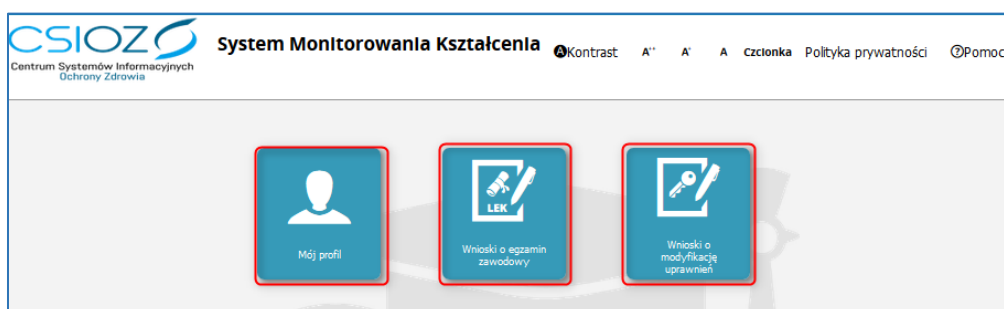 CSIOZ
Centrum Systemów Informacyjnych
Ochrony Zdrowia
System Monitorowania Kształcenia
A Kontrast A++ A+ A Czcionka Polityka prywatności ?Pomoc
Mój profil
LEK
Wnioski o egzamin
zawodowy
Wnioski o
modyfikację
uprawnień